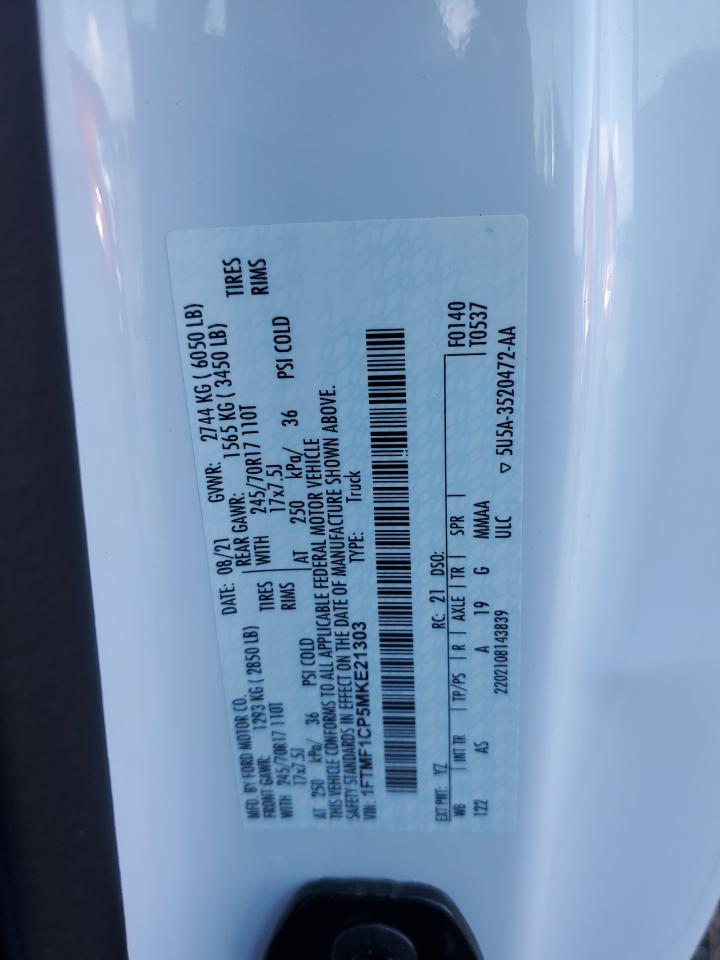 MFD. BY FORD MOTOR CO.
DATE: 08/21 GVWR: 2744 KG ( 6050 LB)
FRONT GAWR: 1293 KG ( 2850 LB) REAR GAWR: 1565 KG ( 3450 LB)
WITH 245/70R17 110T TIRES WITH 245/70R17 110T TIRES
17x7.5J RIMS 17x7.5J RIMS
AT 250 kPa/ 36 PSI COLD AT 250 kPa/ 36 PSI COLD
THIS VEHICLE CONFORMS TO ALL APPLICABLE FEDERAL MOTOR VEHICLE
SAFETY STANDARDS IN EFFECT ON THE DATE OF MANUFACTURE SHOWN ABOVE.
VIN: 1FTMF1CP5MKE21303 TYPE: Truck
EXT PNT: YZ RC: 21 DSO: F0140
WB INT TR TP/PS R AXLE TR SPR T0537
122 AS A 19 G MMAA
2202108143839 ULC ▽ 5U5A-3520472-AA